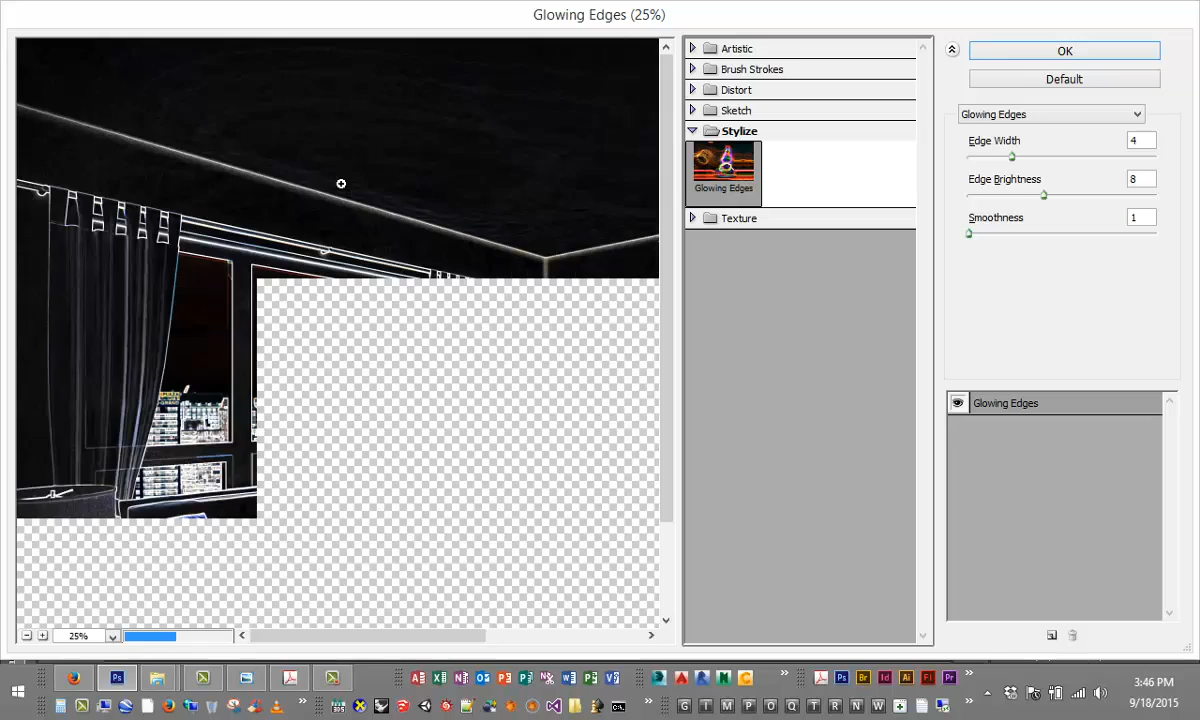 Glowing Edges (25%)
Artistic
Brush Strokes
Distort
Sketch
Stylize
Glowing Edges
Texture
OK
Default
Glowing Edges
Edge Width 4
Edge Brightness 8
Smoothness 1
Glowing Edges
25%
3:46 PM
9/18/2015